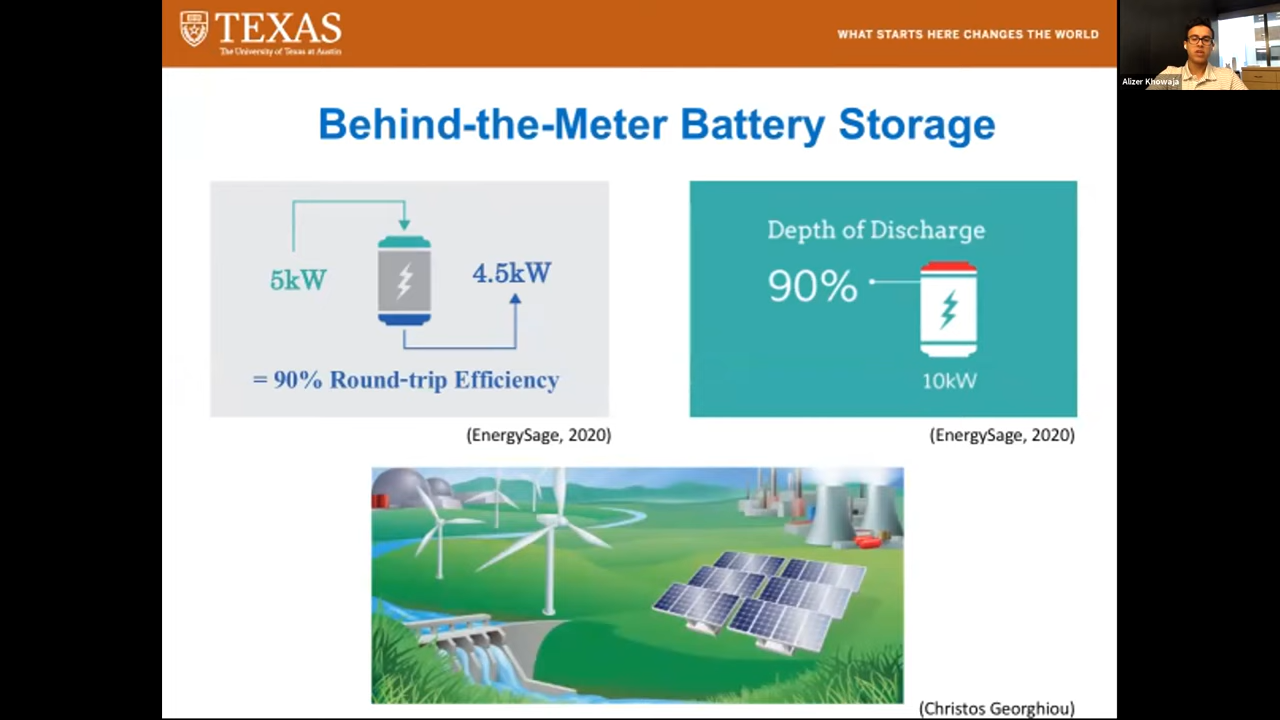 TEXAS
The University of Texas at Austin
WHAT STARTS HERE CHANGES THE WORLD
Alizer Khowaja
Behind-the-Meter Battery Storage
5kW
4.5kW
= 90% Round-trip Efficiency
(EnergySage, 2020)
Depth of Discharge
90%
10kW
(EnergySage, 2020)
(Christos Georghiou)